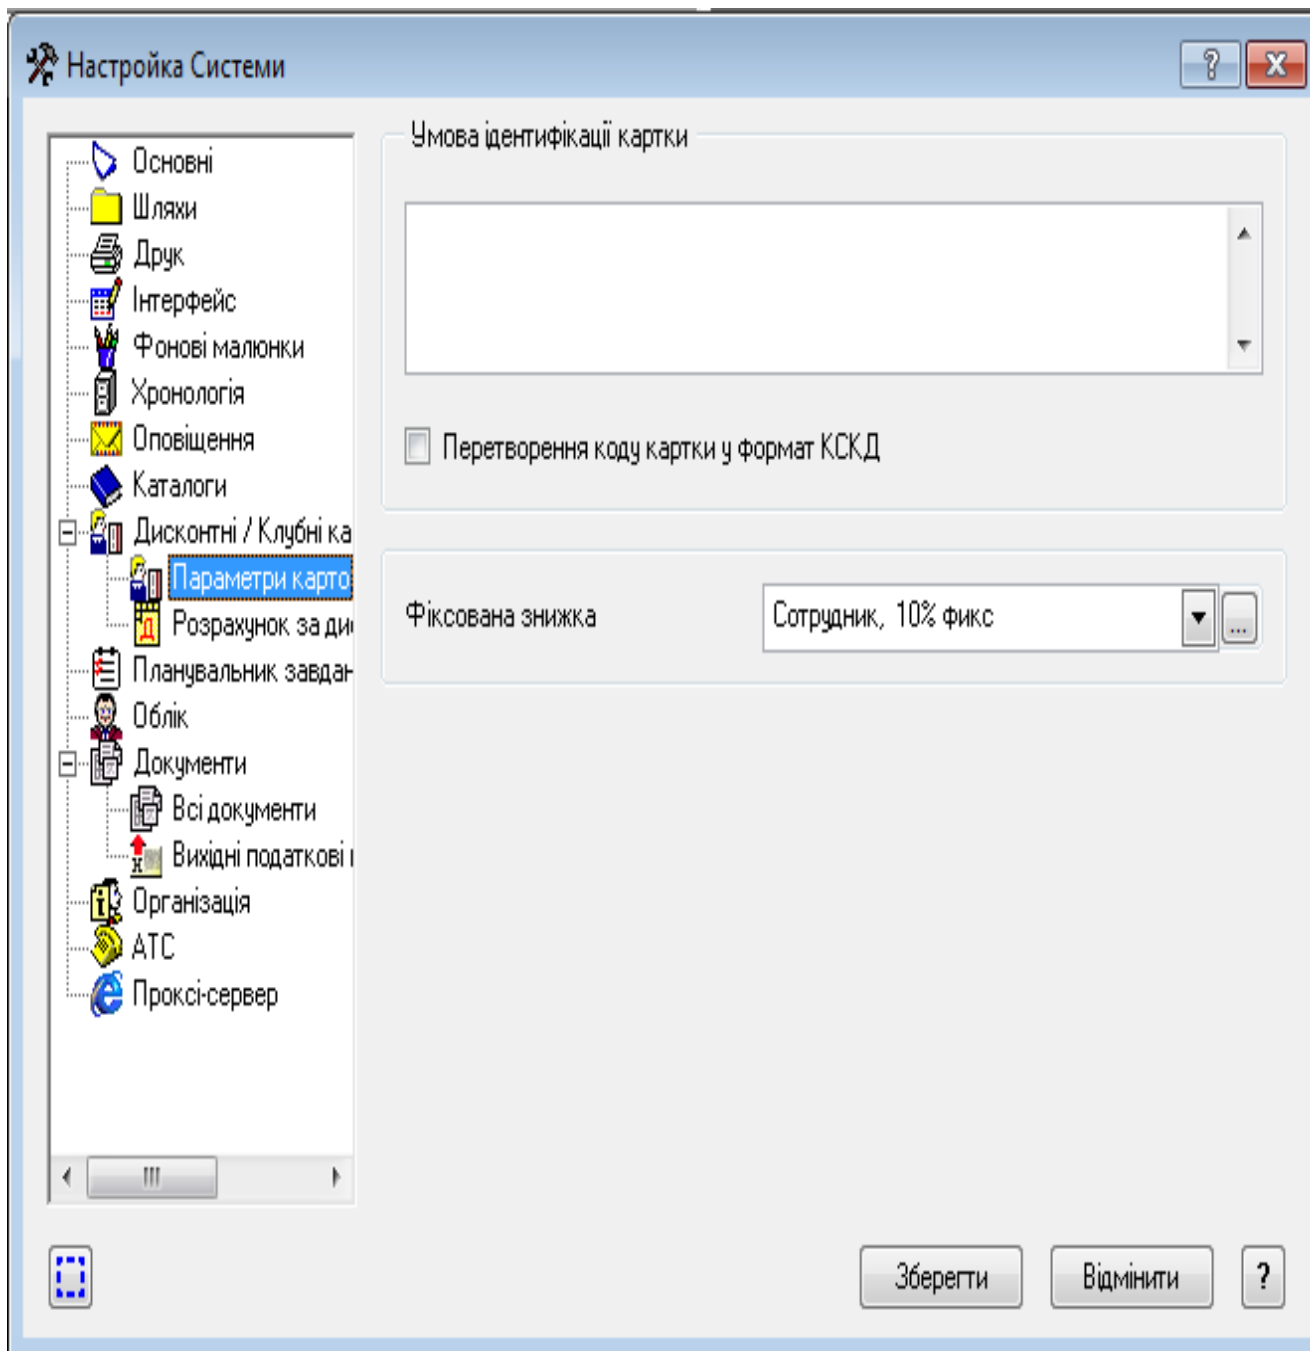 Настройка Системи
Основні
Шляхи
Друк
Інтерфейс
Фонові малюнки
Хронологія
Оповіщення
Каталоги
Дисконтні / Клубні ка
Параметри карто
Розрахунок за ди
Планувальник завдан
Облік
Документи
Всі документи
Вихідні податкові
Організація
АТС
Проксі-сервер
Умова ідентифікації картки
Перетворення коду картки у формат КСКД
Фіксована знижка
Сотрудник, 10% фикс
...
Зберегти
Відмінити
?